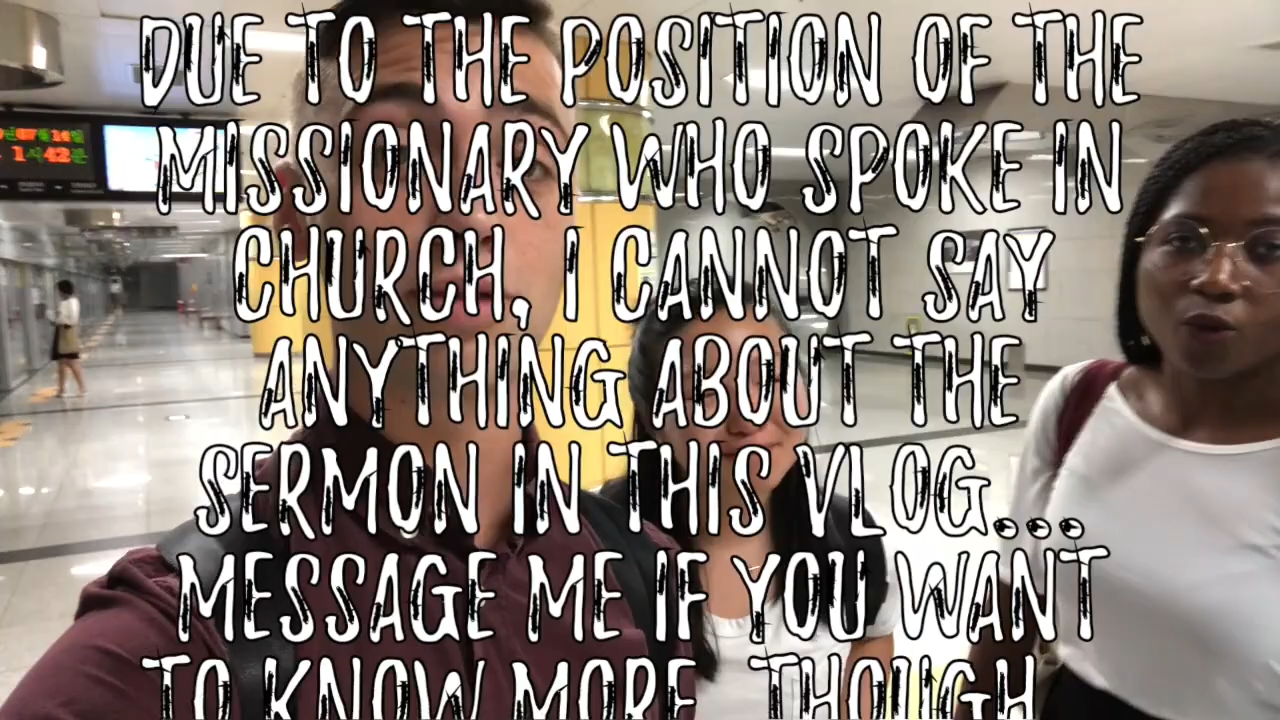 DUE TO THE POSITION OF THE
MISSIONARY WHO SPOKE IN
CHURCH, I CANNOT SAY
ANYTHING ABOUT THE
SERMON IN THIS VLOG...
MESSAGE ME IF YOU WANT
TO KNOW MORE, THOUGH